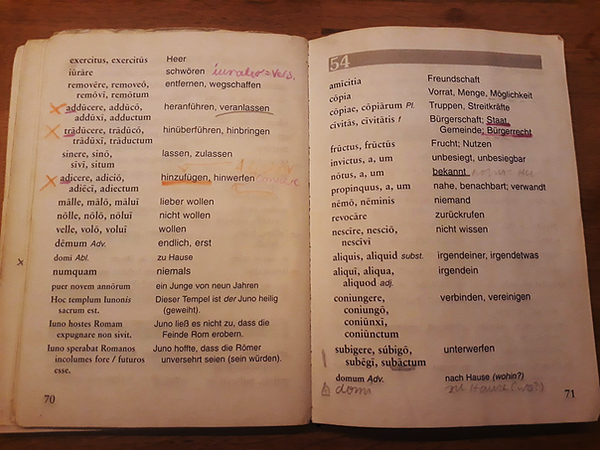 exercitus, exercitūs Heer
iūrāre schwören
removēre, removeō, entfernen, wegschaffen
remōvī, remōtum
addūcere, addūcō, heranführen, veranlassen
addūxī, adductum
trādūcere, trādūcō, hinüberführen, hinbringen
trādūxī, trāductum
sinere, sinō, lassen, zulassen
sīvī, situm
adicere, adiciō, hinzufügen, hinwerfen
adiēcī, adiectum
mālle, mālō, māluī lieber wollen
nōlle, nōlō, nōluī nicht wollen
velle, volō, voluī wollen
dēmum Adv. endlich, erst
domi Abl. zu Hause
numquam niemals
puer novem annōrum ein Junge von neun Jahren
Hoc templum Iunonis Dieser Tempel ist der Juno heilig
sacrum est. (geweiht).
Iuno hostes Romam Juno ließ es nicht zu, dass die
expugnare non sivit. Feinde Rom erobern.
Iuno sperabat Romanos Juno hoffte, dass die Römer
incolumes fore / futuros unversehrt seien (sein würden).
esse.
70
54
amīcitia Freundschaft
cōpia Vorrat, Menge, Möglichkeit
cōpiae, cōpiārum Pl. Truppen, Streitkräfte
cīvitās, cīvitātis f Bürgerschaft; Staat,
Gemeinde; Bürgerrecht
frūctus, frūctūs Frucht; Nutzen
invictus, a, um unbesiegt, unbesiegbar
nōtus, a, um bekannt
propinquus, a, um nahe, benachbart; verwandt
nēmō, nēminis niemand
revocāre zurückrufen
nescīre, nesciō, nicht wissen
nescīvī
aliquis, aliquid subst. irgendeiner, irgendetwas
aliquī, aliqua, irgendein
aliquod adj.
coniungere, verbinden, vereinigen
coniungō,
coniūnxī,
coniūnctum
subigere, súbigō, unterwerfen
subēgī, subāctum
domum Adv. nach Hause (wohin?)
domi zu Hause (wo?)
71